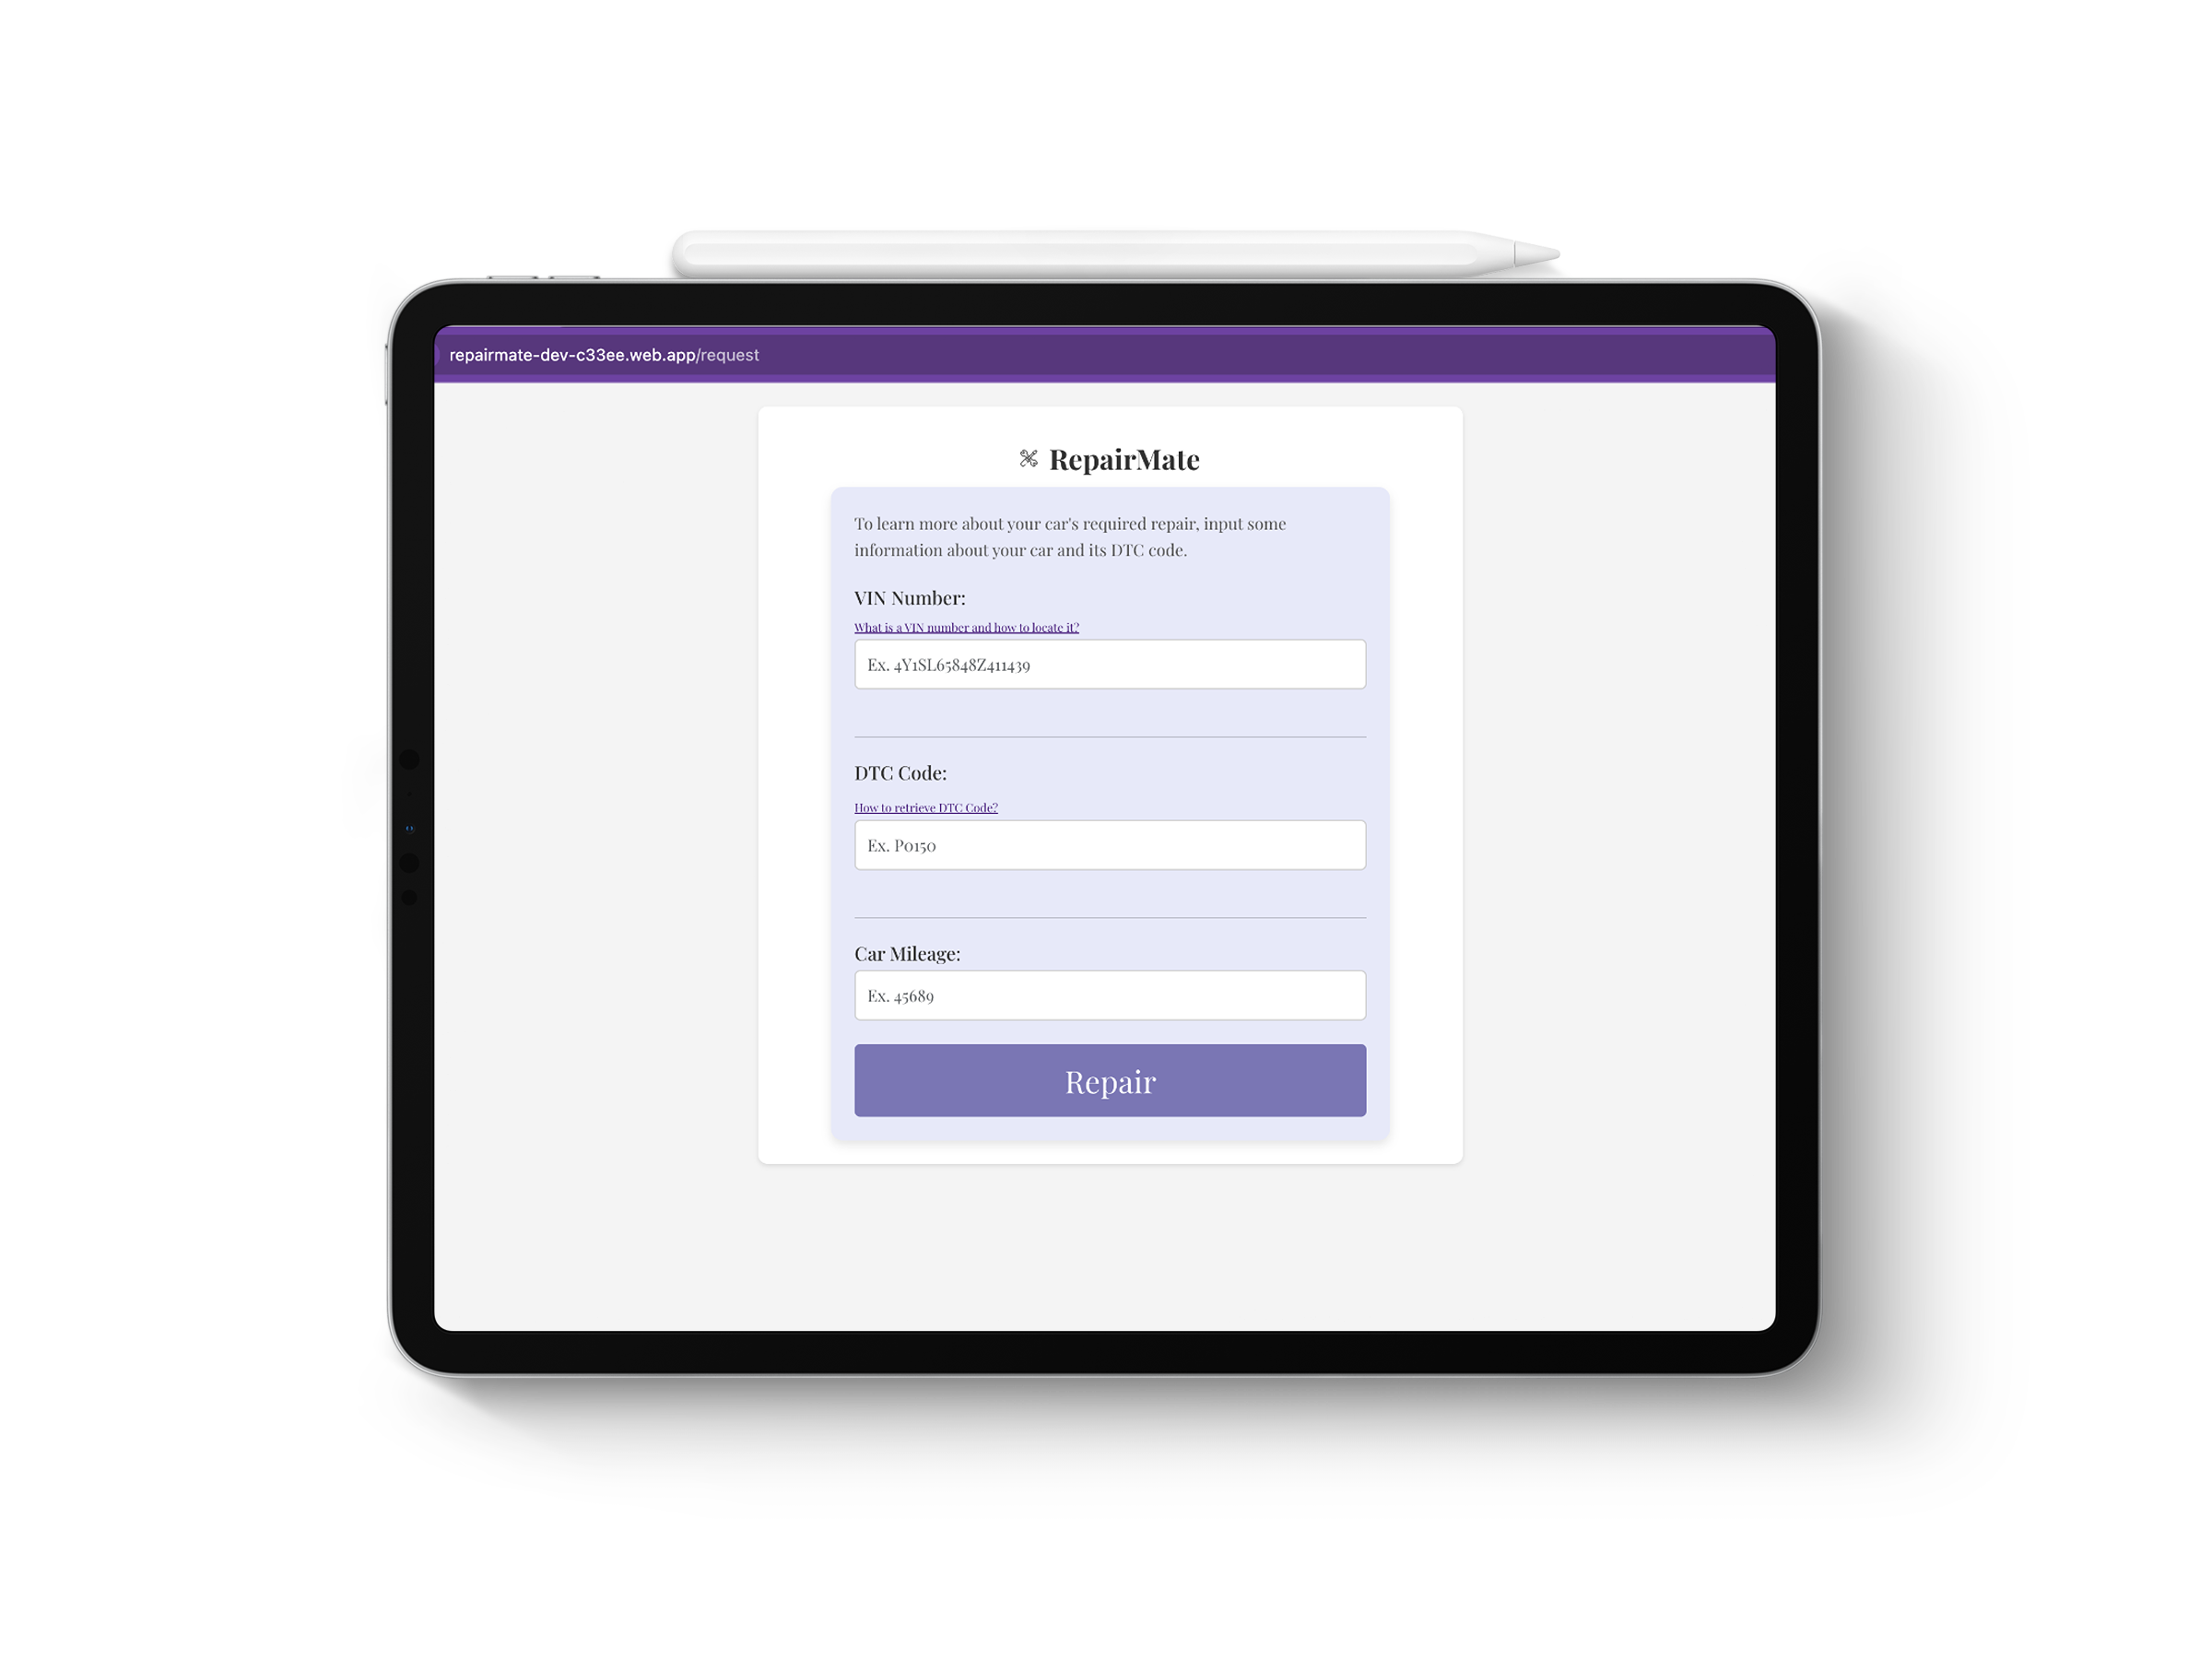 repairmate-dev-c33ee.web.app/request
RepairMate
To learn more about your car's required repair, input some
information about your car and its DTC code.
VIN Number:
What is a VIN number and how to locate it?
Ex. 4Y1SL65848Z411439
DTC Code:
How to retrieve DTC Code?
Ex. P0150
Car Mileage:
Ex. 45689
Repair